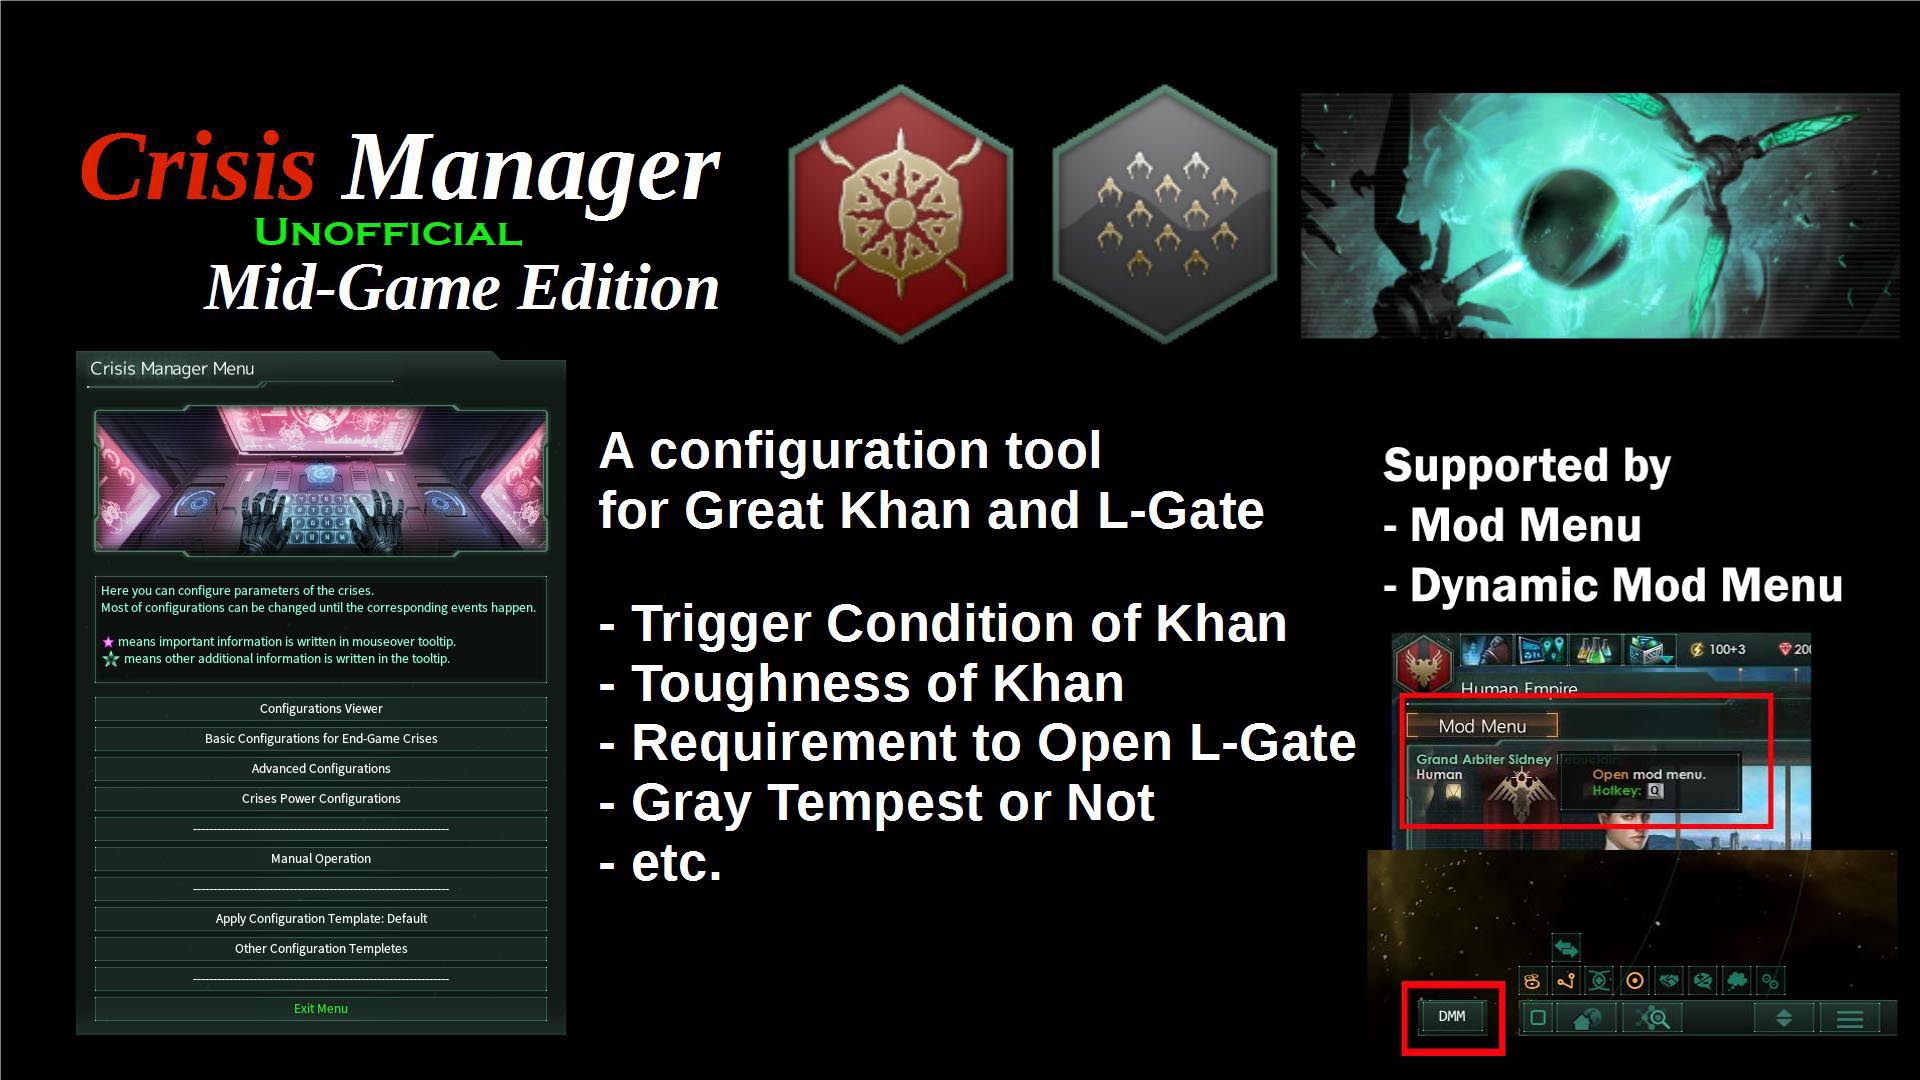 Crisis Manager
UNOFFICIAL
Mid-Game Edition
Crisis Manager Menu
Here you can configure parameters of the crises.
Most of configurations can be changed until the corresponding events happen.
means important information is written in mouseover tooltip.
means other additional information is written in the tooltip.
Configurations Viewer
Basic Configurations for End-Game Crises
Advanced Configurations
Crises Power Configurations
----------------------------------------------------------------
Manual Operation
----------------------------------------------------------------
Apply Configuration Template: Default
Other Configuration Templetes
----------------------------------------------------------------
Exit Menu
A configuration tool
for Great Khan and L-Gate
- Trigger Condition of Khan
- Toughness of Khan
- Requirement to Open L-Gate
- Gray Tempest or Not
- etc.
Supported by
- Mod Menu
- Dynamic Mod Menu
100+3
200
Human Empire
Mod Menu
Grand Arbiter Sidney
Human
Open mod menu.
Hotkey: Q
DMM